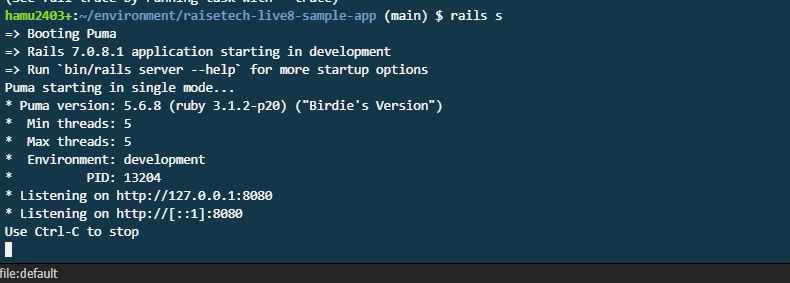 (See full trace by running task with --trace)
hamu2403+:~/environment/raisetech-live8-sample-app (main) $ rails s
=> Booting Puma
=> Rails 7.0.8.1 application starting in development
=> Run `bin/rails server --help` for more startup options
Puma starting in single mode...
* Puma version: 5.6.8 (ruby 3.1.2-p20) ("Birdie's Version")
*  Min threads: 5
*  Max threads: 5
*  Environment: development
*          PID: 13204
* Listening on http://127.0.0.1:8080
* Listening on http://[::1]:8080
Use Ctrl-C to stop
file:default